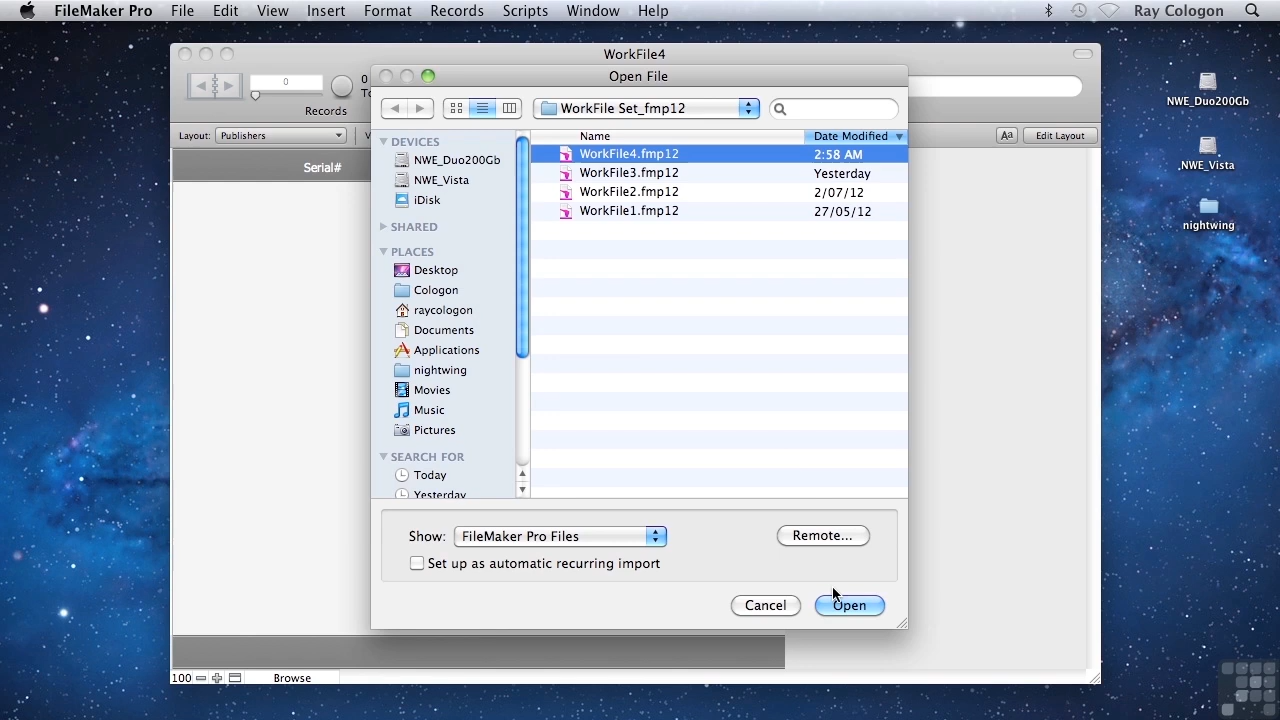 FileMaker Pro File Edit View Insert Format Records Scripts Window Help Ray Cologon
WorkFile4
Open File
0
0
Records
WorkFile Set_fmp12
Layout: Publishers
Aa
Edit Layout
Serial#
DEVICES
NWE_Duo200Gb
NWE_Vista
iDisk
SHARED
PLACES
Desktop
Cologon
raycologon
Documents
Applications
nightwing
Movies
Music
Pictures
SEARCH FOR
Today
Yesterday
Name Date Modified
WorkFile4.fmp12 2:58 AM
WorkFile3.fmp12 Yesterday
WorkFile2.fmp12 2/07/12
WorkFile1.fmp12 27/05/12
Show: FileMaker Pro Files
Remote...
Set up as automatic recurring import
Cancel Open
100 Browse
NWE_Duo200Gb
NWE_Vista
nightwing